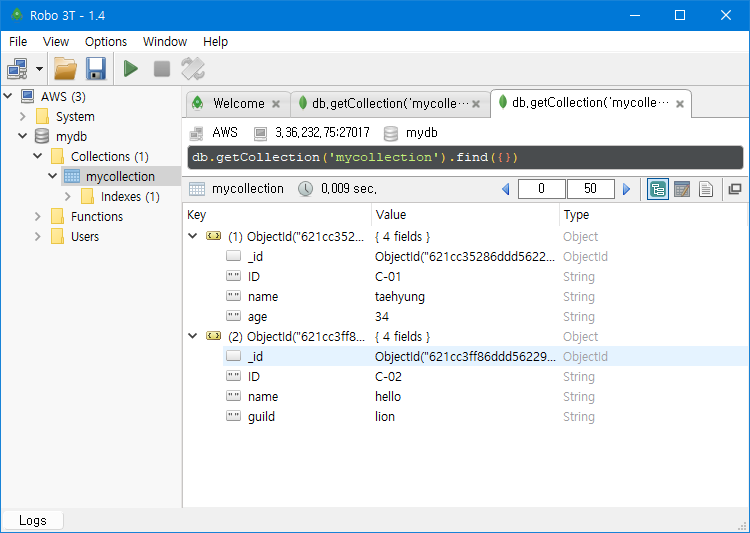 Robo 3T - 1.4
File View Options Window Help
AWS (3)
System
mydb
Collections (1)
mycollection
Indexes (1)
Functions
Users
Welcome
db.getCollection('mycolle···
db.getCollection('mycolle···
AWS 3.36.232.75:27017 mydb
db.getCollection('mycollection').find({})
mycollection 0.009 sec. 0 50
Key Value Type
(1) ObjectId("621cc352... { 4 fields } Object
_id ObjectId("621cc35286ddd5622... ObjectId
ID C-01 String
name taehyung String
age 34 String
(2) ObjectId("621cc3ff8... { 4 fields } Object
_id ObjectId("621cc3ff86ddd56229... ObjectId
ID C-02 String
name hello String
guild lion String
Logs